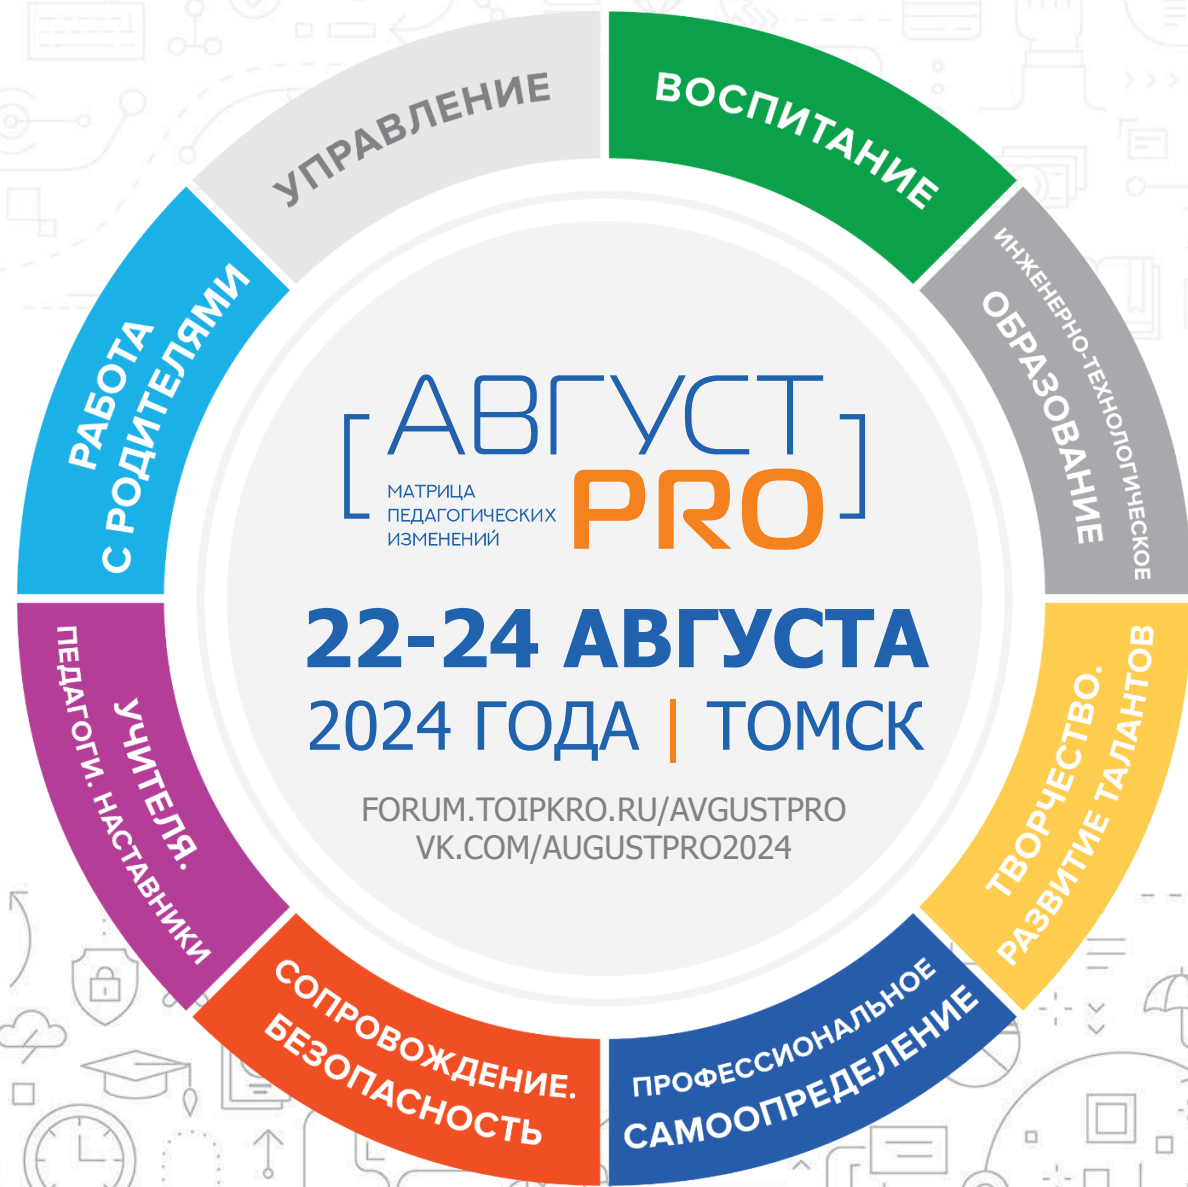 УПРАВЛЕНИЕ
ВОСПИТАНИЕ
ИНЖЕНЕРНО-ТЕХНОЛОГИЧЕСКОЕ
ОБРАЗОВАНИЕ
ТВОРЧЕСТВО.
РАЗВИТИЕ ТАЛАНТОВ
ПРОФЕССИОНАЛЬНОЕ
САМООПРЕДЕЛЕНИЕ
СОПРОВОЖДЕНИЕ.
БЕЗОПАСНОСТЬ
УЧИТЕЛЯ.
ПЕДАГОГИ. НАСТАВНИКИ
РАБОТА
С РОДИТЕЛЯМИ
[АВГУСТ
PRO]
МАТРИЦА
ПЕДАГОГИЧЕСКИХ
ИЗМЕНЕНИЙ
22-24 АВГУСТА
2024 ГОДА | ТОМСК
FORUM.TOIPKRO.RU/AVGUSTPRO
VK.COM/AUGUSTPRO2024